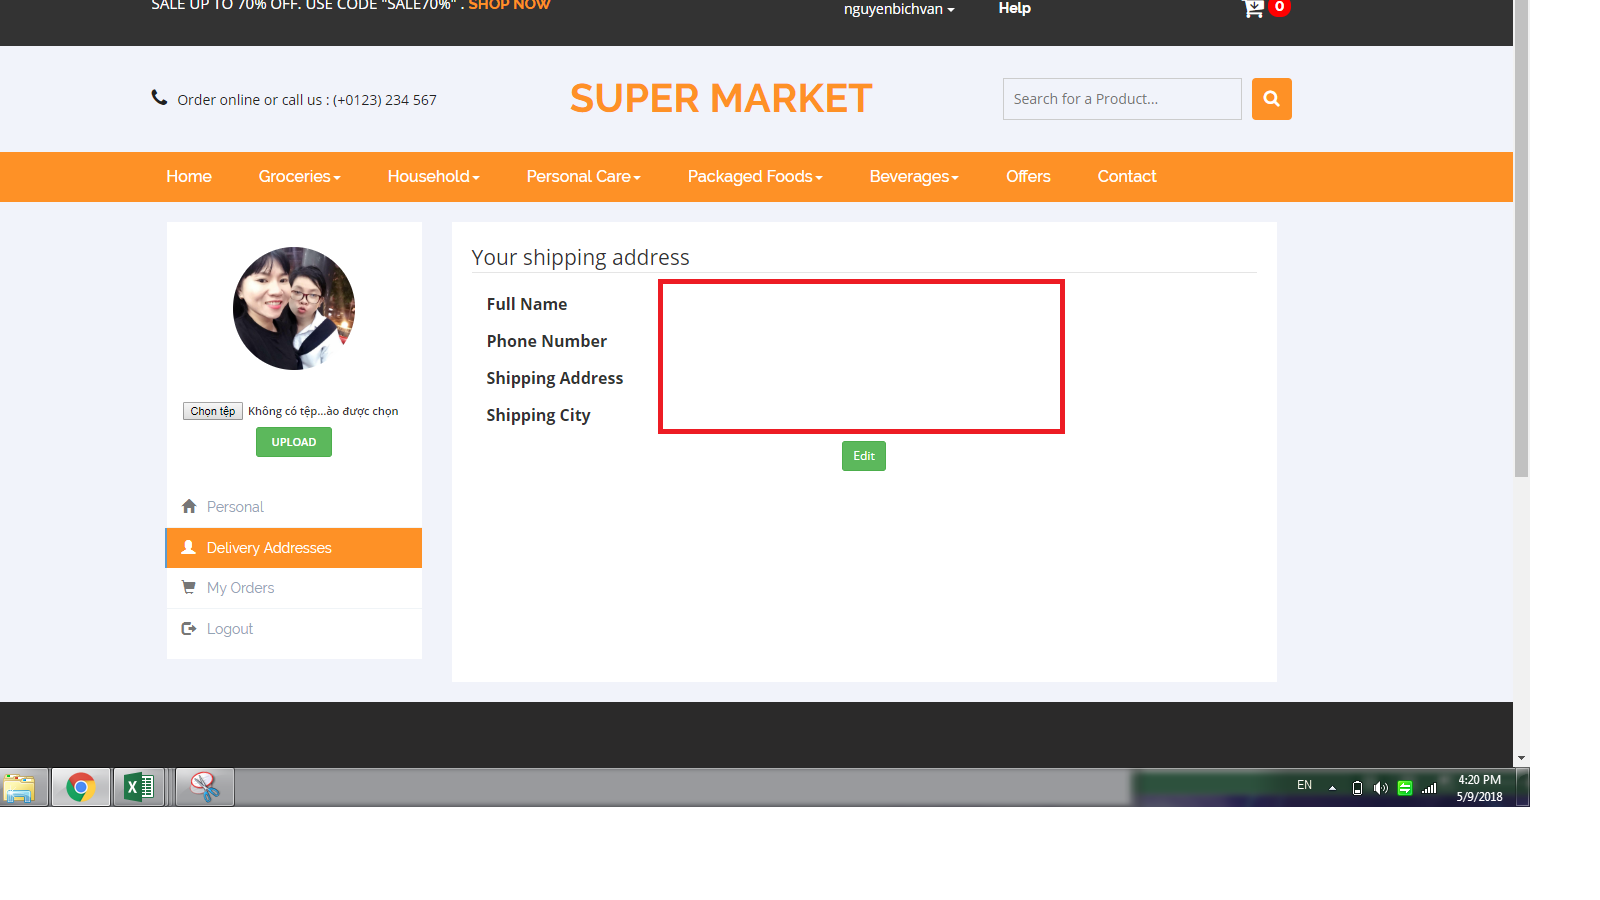 SALE UP TO 70% OFF. USE CODE "SALE70%" . SHOP NOW
nguyenbichvan
Help
0
Order online or call us : (+0123) 234 567
SUPER MARKET
Search for a Product...
Home
Groceries
Household
Personal Care
Packaged Foods
Beverages
Offers
Contact
Your shipping address
Full Name
Phone Number
Shipping Address
Shipping City
Edit
Chọn tệp Không có tệp...ào được chọn
UPLOAD
Personal
Delivery Addresses
My Orders
Logout
EN
4:20 PM
5/9/2018